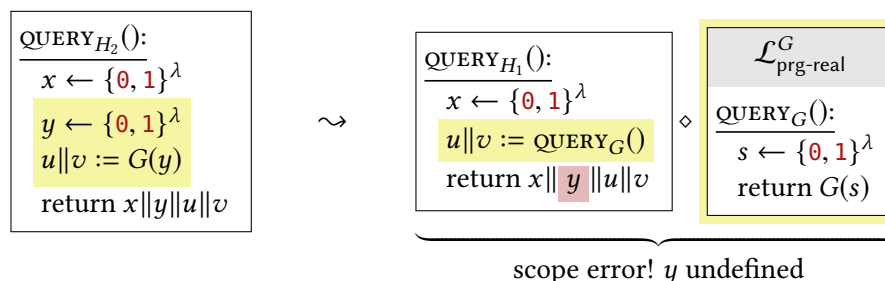 QUERY_{H_2}():
x ← {0, 1}^λ
y ← {0, 1}^λ
u‖v := G(y)
return x‖y‖u‖v
⇝
QUERY_{H_1}():
x ← {0, 1}^λ
u‖v := QUERY_G()
return x‖ y ‖u‖v
⋄
ℒ^G_{prg-real}
QUERY_G():
s ← {0, 1}^λ
return G(s)
scope error! y undefined